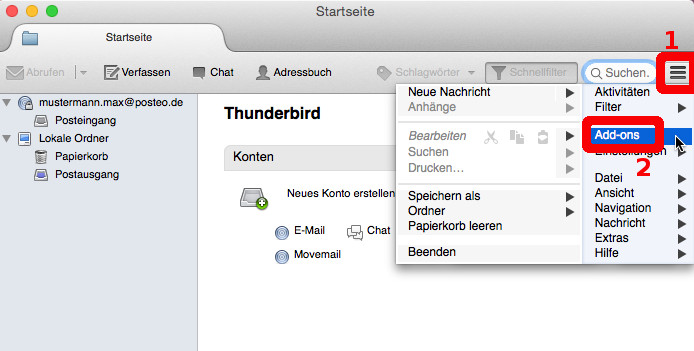 Startseite
Startseite
1
Abrufen
Verfassen
Chat
Adressbuch
Schlagwörter
Schnellfilter
Suchen.
mustermann.max@posteo.de
Posteingang
Lokale Ordner
Papierkorb
Postausgang
Thunderbird
Konten
Neues Konto erstellen
E-Mail
Chat
Movemail
Neue Nachricht
Anhänge
Bearbeiten
Suchen
Drucken...
Speichern als
Ordner
Papierkorb leeren
Beenden
Aktivitäten
Filter
Add-ons
2
Einstellungen
Datei
Ansicht
Navigation
Nachricht
Extras
Hilfe